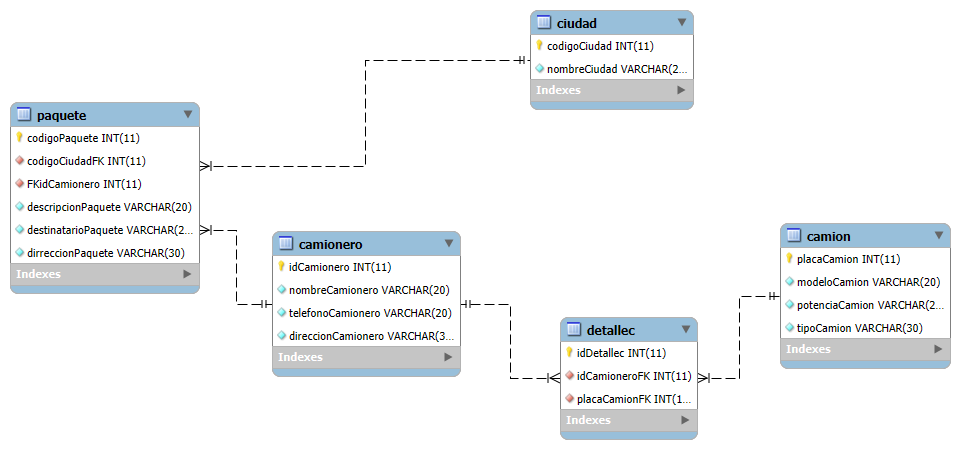 ciudad
codigoCiudad INT(11)
nombreCiudad VARCHAR(2...
Indexes
paquete
codigoPaquete INT(11)
codigoCiudadFK INT(11)
FKidCamionero INT(11)
descripcionPaquete VARCHAR(20)
destinatarioPaquete VARCHAR(2...
dirreccionPaquete VARCHAR(30)
Indexes
camionero
idCamionero INT(11)
nombreCamionero VARCHAR(20)
telefonoCamionero VARCHAR(20)
direccionCamionero VARCHAR(3...
Indexes
detallec
idDetallec INT(11)
idCamioneroFK INT(11)
placaCamionFK INT(1...
Indexes
camion
placaCamion INT(11)
modeloCamion VARCHAR(20)
potenciaCamion VARCHAR(2...
tipoCamion VARCHAR(30)
Indexes